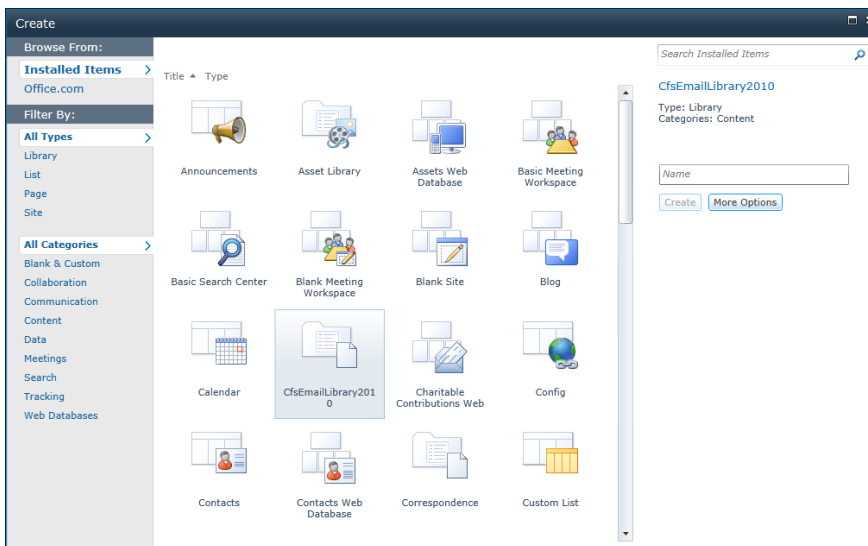 Create
Browse From:
Installed Items
Office.com
Filter By:
All Types
Library
List
Page
Site
All Categories
Blank & Custom
Collaboration
Communication
Content
Data
Meetings
Search
Tracking
Web Databases
Title Type
Announcements
Asset Library
Assets Web
Database
Basic Meeting
Workspace
Basic Search Center
Blank Meeting
Workspace
Blank Site
Blog
Calendar
CfsEmailLibrary201
0
Charitable
Contributions Web
Config
Contacts
Contacts Web
Database
Correspondence
Custom List
Search Installed Items
CfsEmailLibrary2010
Type: Library
Categories: Content
Name
Create
More Options